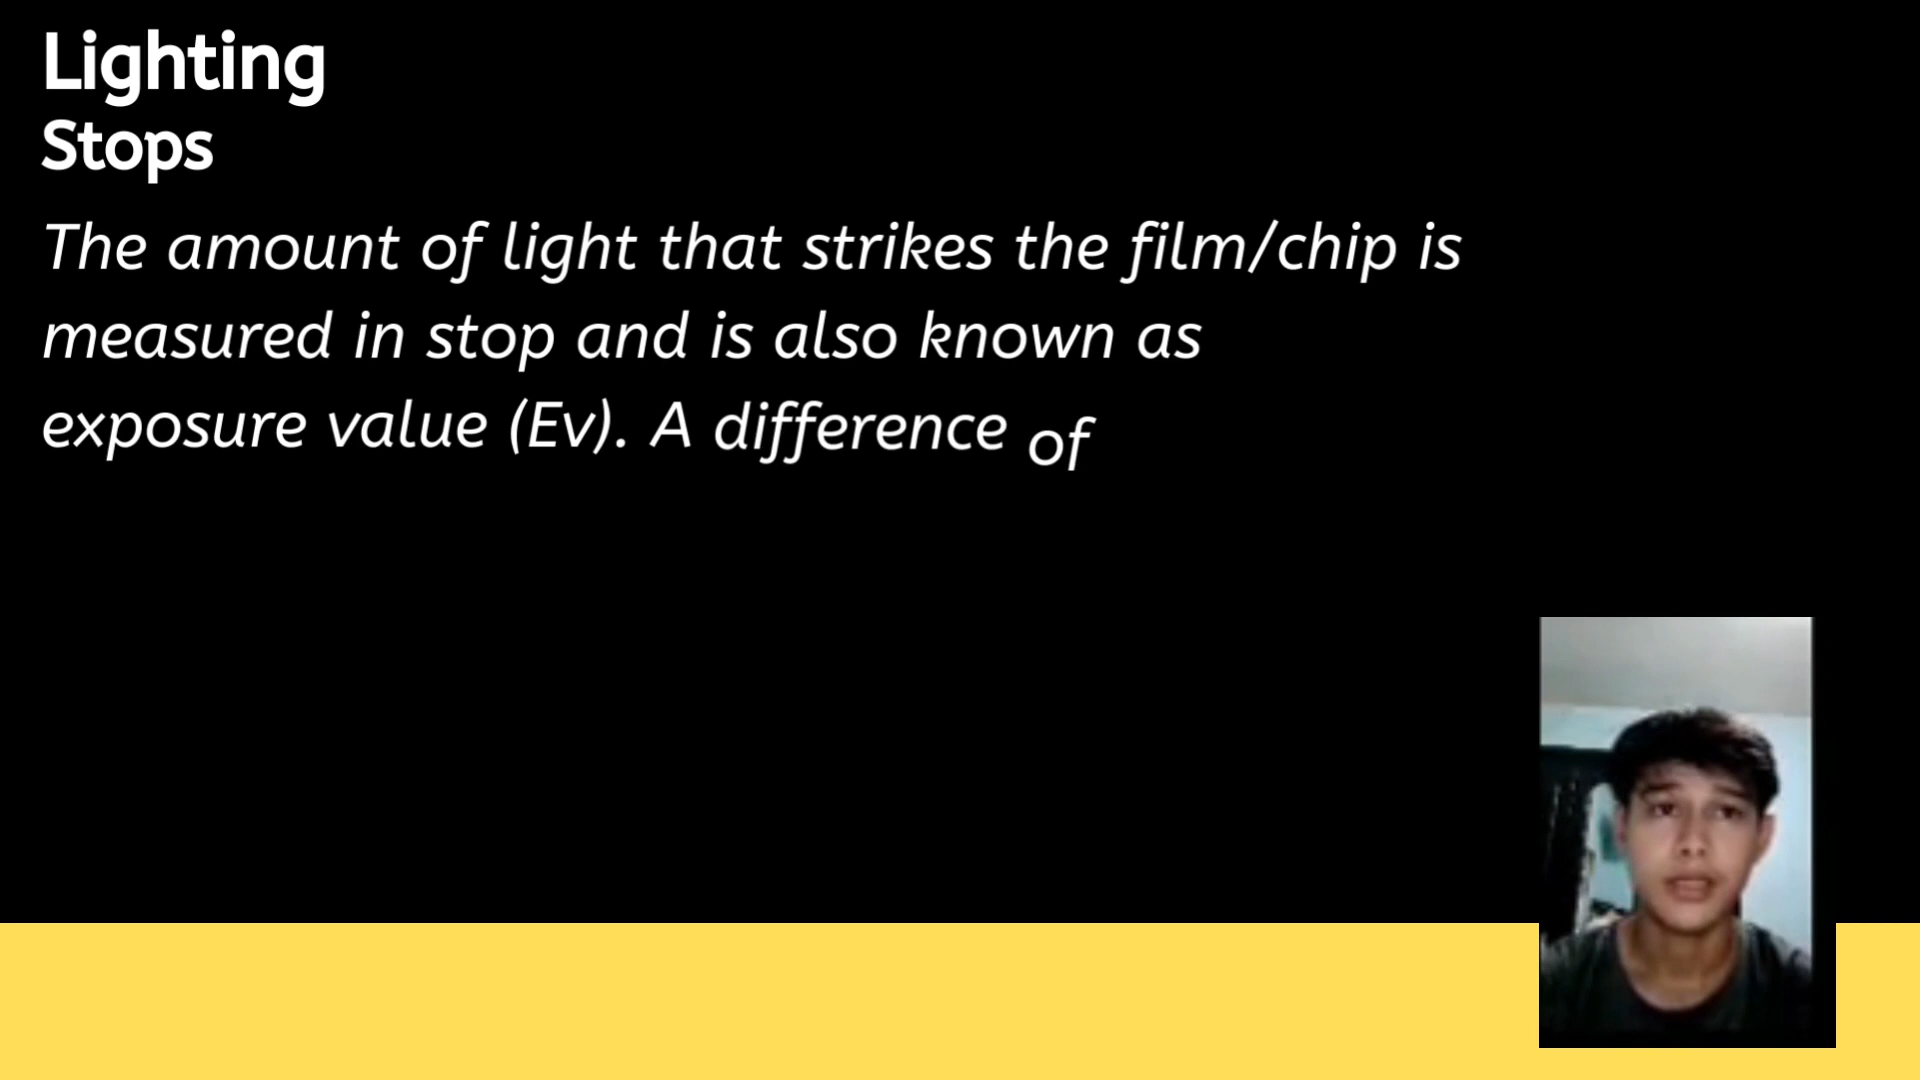 Lighting
Stops
The amount of light that strikes the film/chip is
measured in stop and is also known as
exposure value (Ev). A difference of